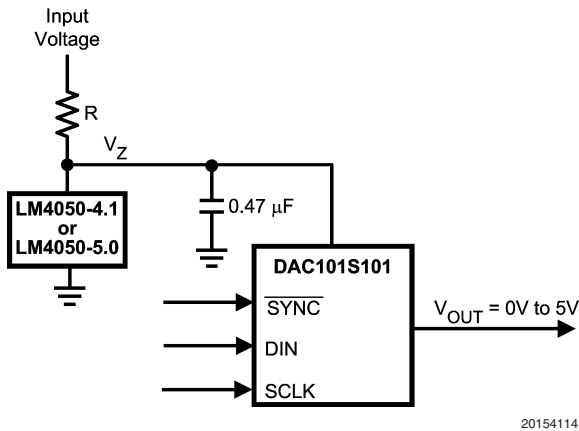 Input
Voltage
R
VZ
LM4050-4.1
or
LM4050-5.0
0.47 μF
DAC101S101
SYNC
DIN
SCLK
VOUT = 0V to 5V
20154114